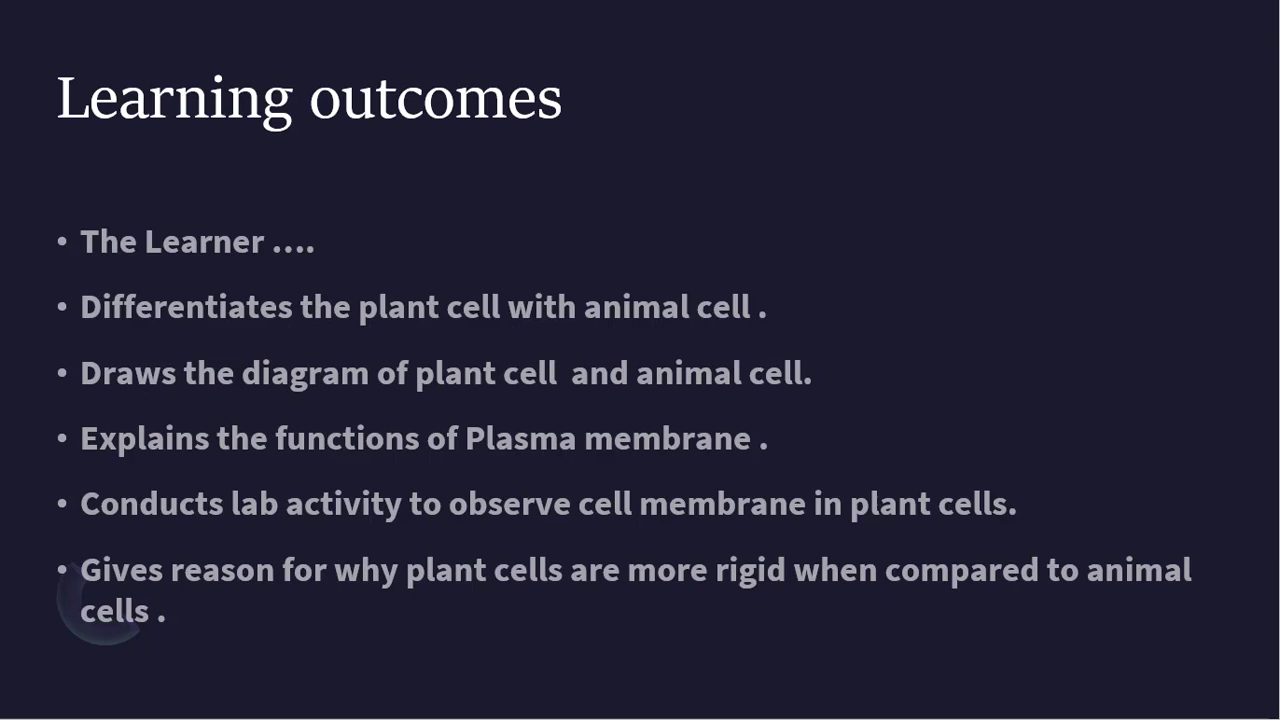 Learning outcomes
• The Learner ....
• Differentiates the plant cell with animal cell .
• Draws the diagram of plant cell  and animal cell.
• Explains the functions of Plasma membrane .
• Conducts lab activity to observe cell membrane in plant cells.
• Gives reason for why plant cells are more rigid when compared to animal
cells .